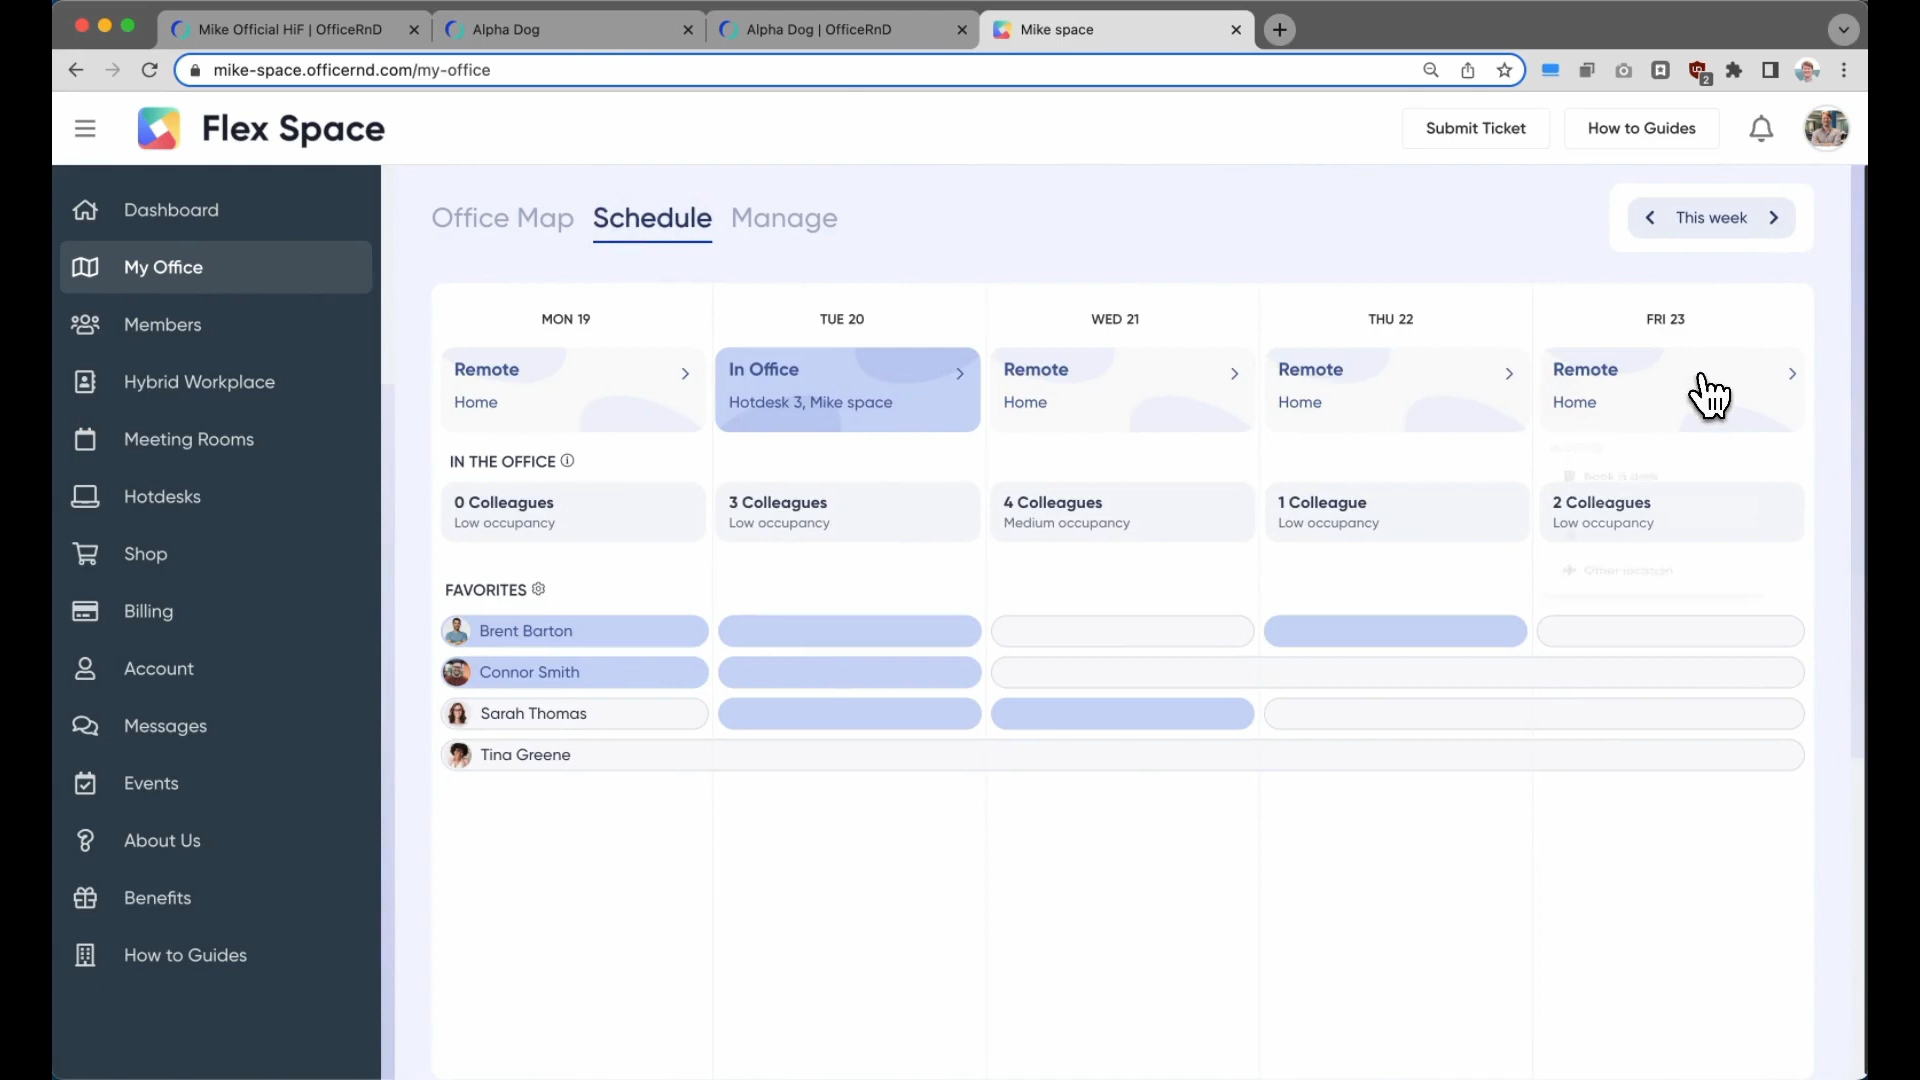 Mike Official HiF | OfficeRnD
Alpha Dog
Alpha Dog | OfficeRnD
Mike space
mike-space.officernd.com/my-office
2
Flex Space
Submit Ticket
How to Guides
Dashboard
My Office
Members
Hybrid Workplace
Meeting Rooms
Hotdesks
Shop
Billing
Account
Messages
Events
About Us
Benefits
How to Guides
Office Map
Schedule
Manage
This week
MON 19
TUE 20
WED 21
THU 22
FRI 23
Remote
Home
In Office
Hotdesk 3, Mike space
Remote
Home
Remote
Home
Remote
Home
Book a desk
IN THE OFFICE
0 Colleagues
Low occupancy
3 Colleagues
Low occupancy
4 Colleagues
Medium occupancy
1 Colleague
Low occupancy
2 Colleagues
Low occupancy
Other location
FAVORITES
Brent Barton
Connor Smith
Sarah Thomas
Tina Greene